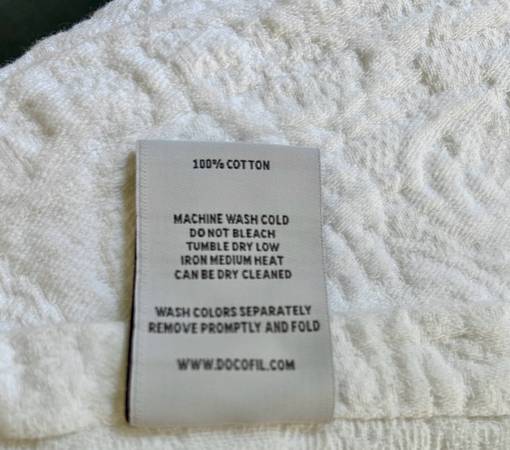 100% COTTON
MACHINE WASH COLD
DO NOT BLEACH
TUMBLE DRY LOW
IRON MEDIUM HEAT
CAN BE DRY CLEANED
WASH COLORS SEPARATELY
REMOVE PROMPTLY AND FOLD
WWW.DOCOFIL.COM